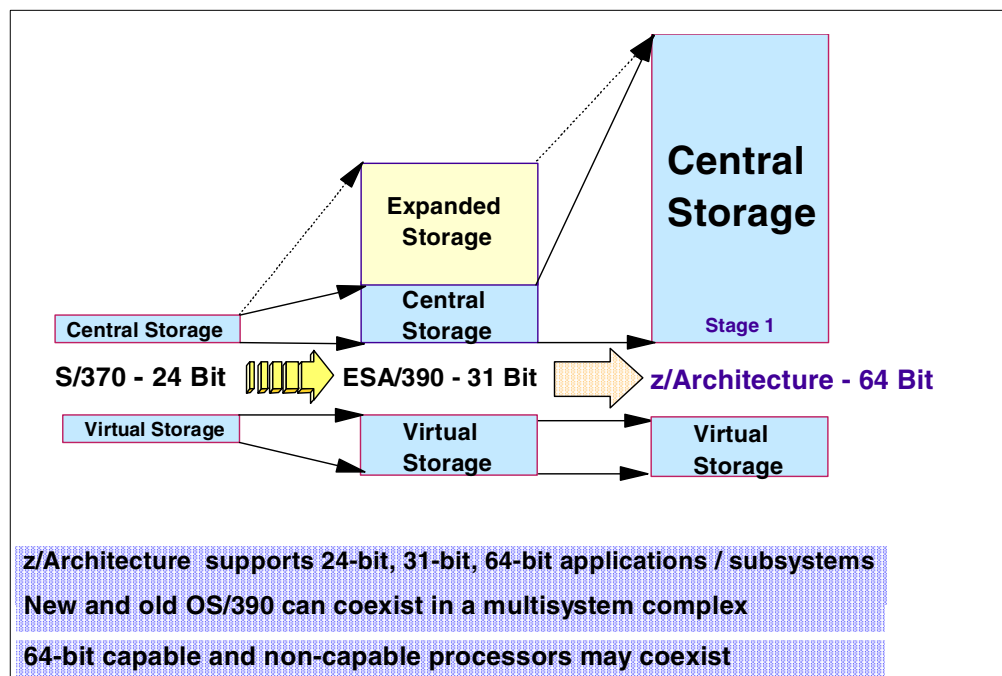 Central
Storage
Expanded
Storage
Central
Storage
Central Storage
Stage 1
S/370 - 24 Bit
ESA/390 - 31 Bit
z/Architecture - 64 Bit
Virtual Storage
Virtual
Storage
Virtual
Storage
z/Architecture supports 24-bit, 31-bit, 64-bit applications / subsystems
New and old OS/390 can coexist in a multisystem complex
64-bit capable and non-capable processors may coexist